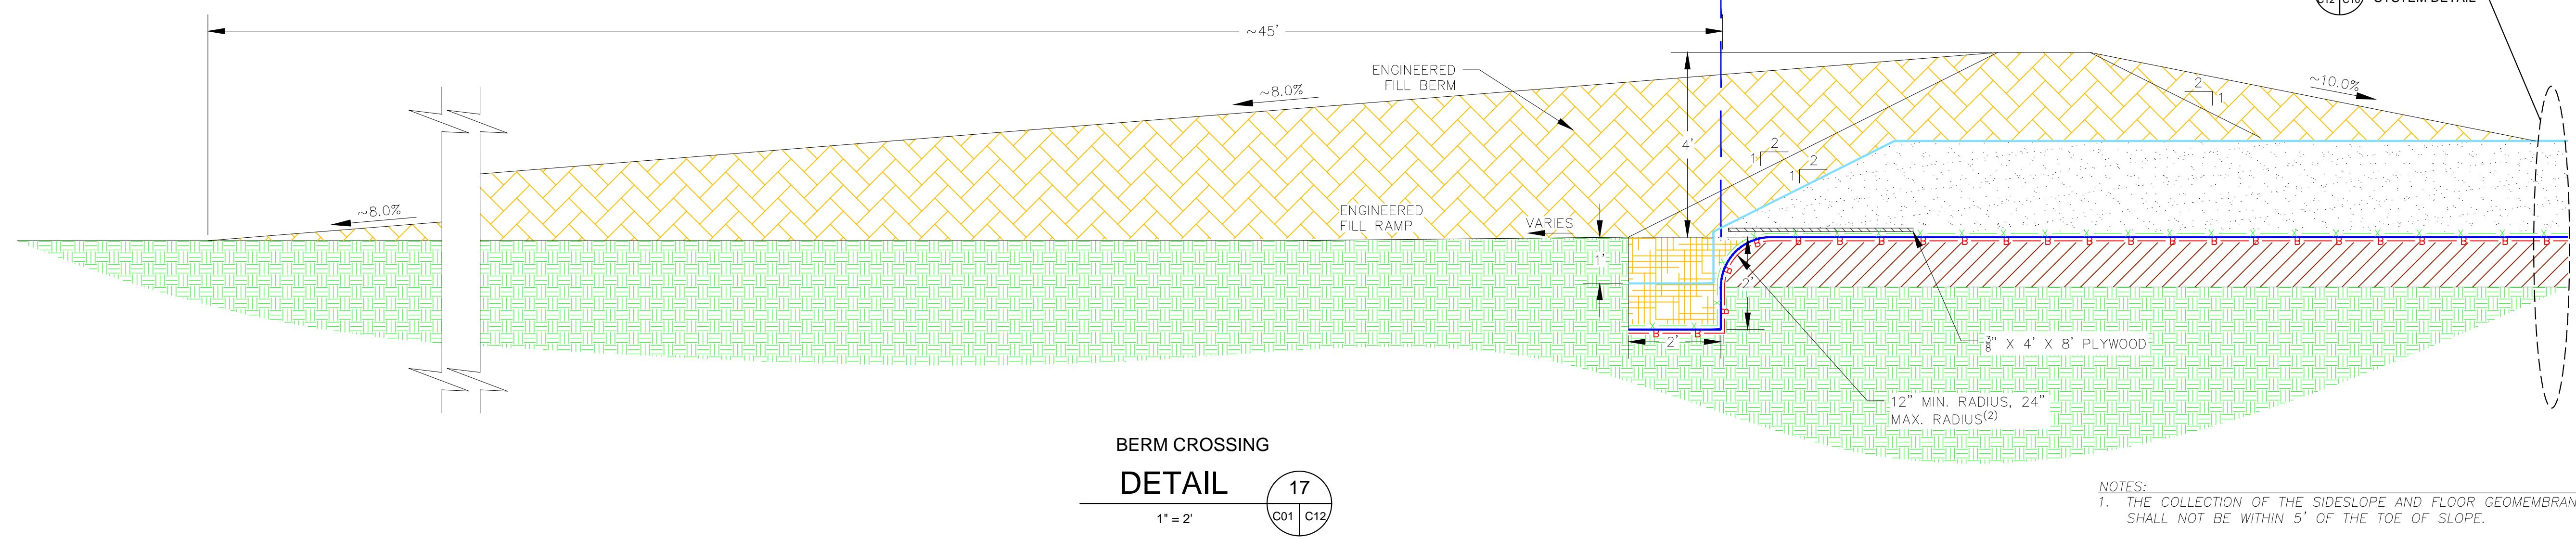 ~45'
C12 C10
SYSTEM DETAIL
ENGINEERED
FILL BERM
~8.0%
~10.0%
2
1
4'
2
1
2
1
~8.0%
ENGINEERED
FILL RAMP
VARIES
1'
2'
B B B B B B B B B B B B B B B B B B B B
X X X X X X X X X X X X X X X X X X X X
B
B
X
B
X X
B B
2'
3/8" X 4' X 8' PLYWOOD
12" MIN. RADIUS, 24"
MAX. RADIUS(2)
BERM CROSSING
DETAIL
17
1" = 2'
C01 C12
NOTES:
1. THE COLLECTION OF THE SIDESLOPE AND FLOOR GEOMEMBRAN
SHALL NOT BE WITHIN 5' OF THE TOE OF SLOPE.